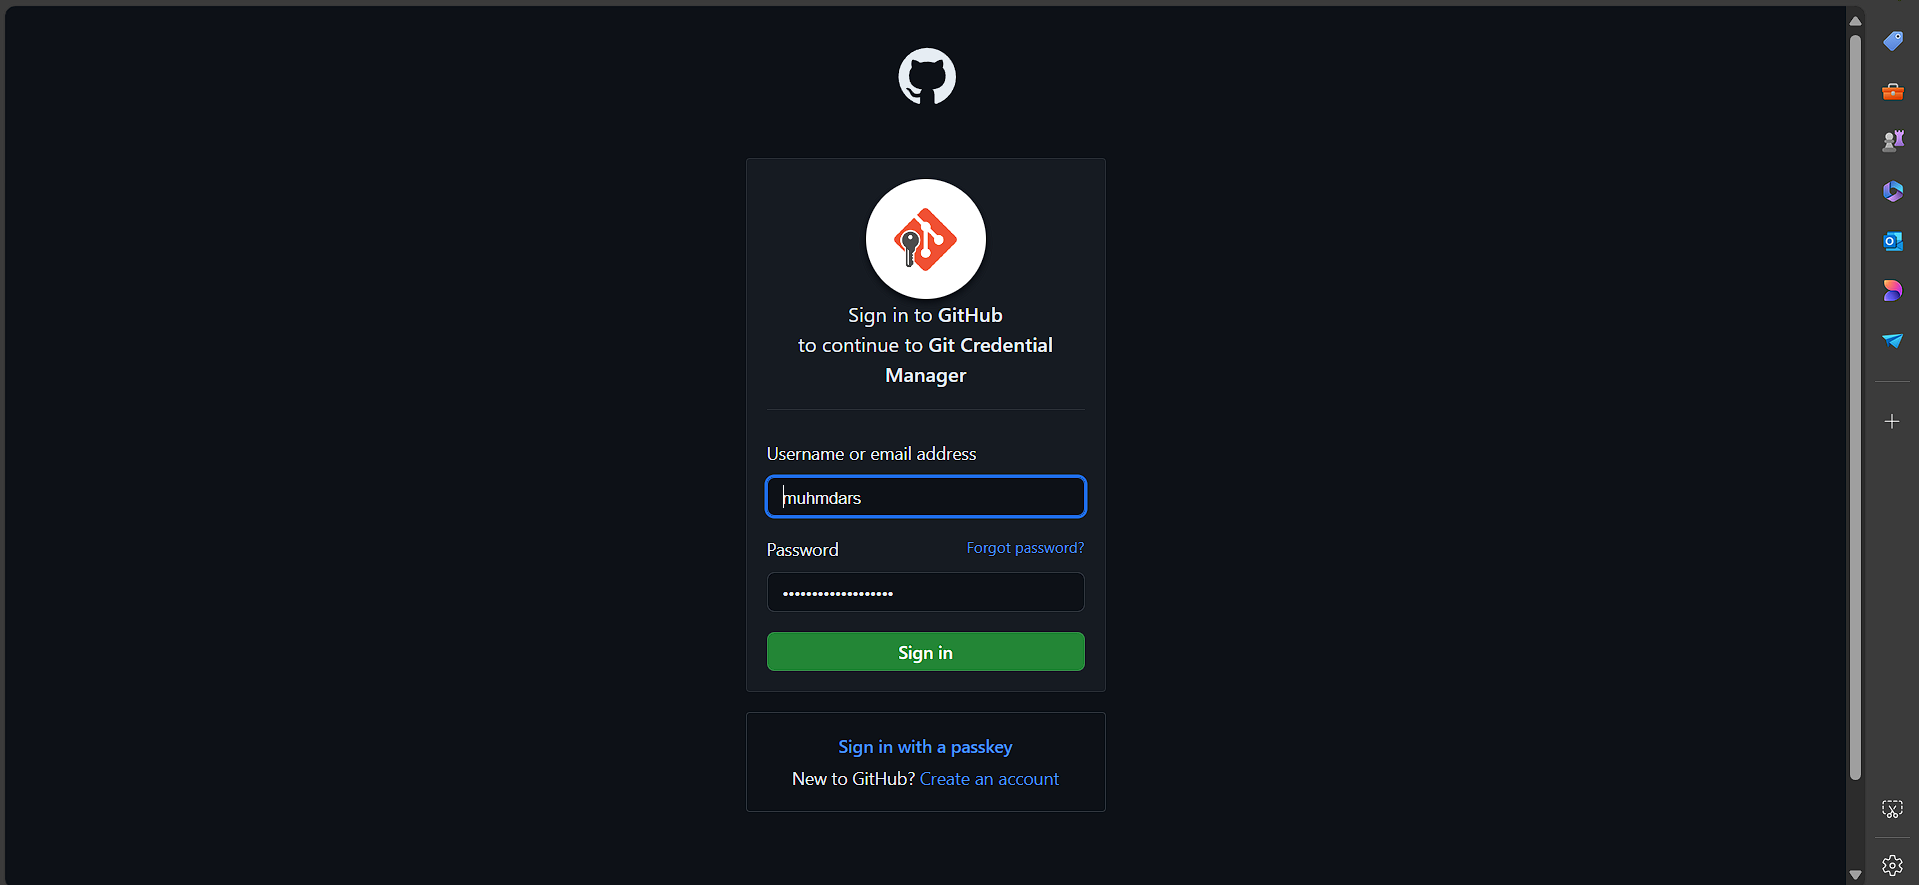 Sign in to GitHub
to continue to Git Credential
Manager
Username or email address
muhmdars
Password Forgot password?
•••••••••••••••••••
Sign in
Sign in with a passkey
New to GitHub? Create an account